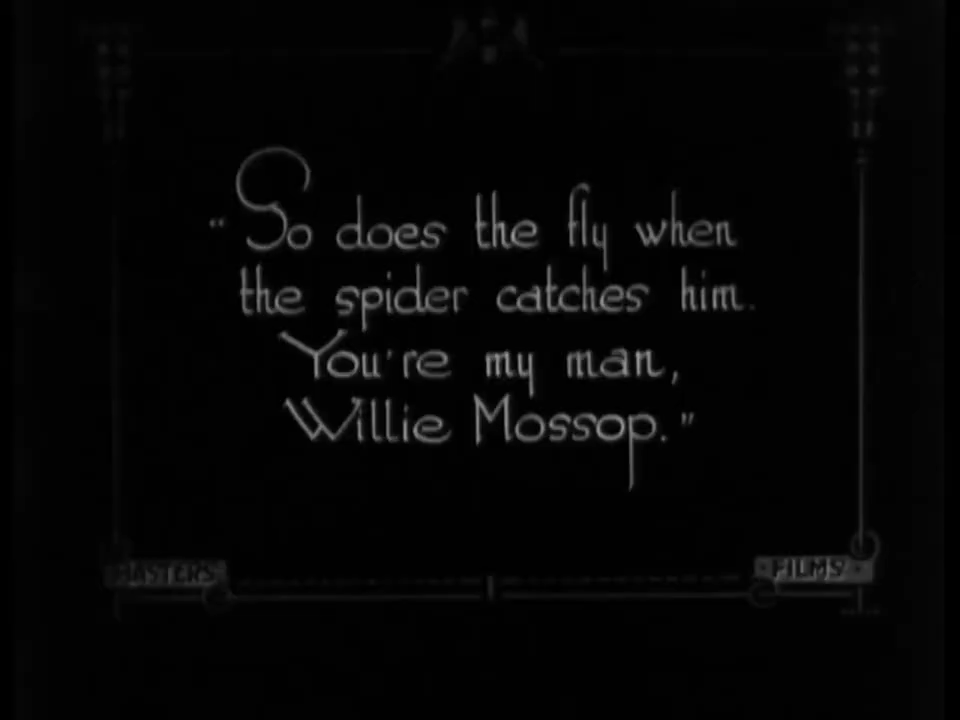 “So does the fly when
the spider catches him.
You're my man,
Willie Mossop.”
MASTERS FILMS